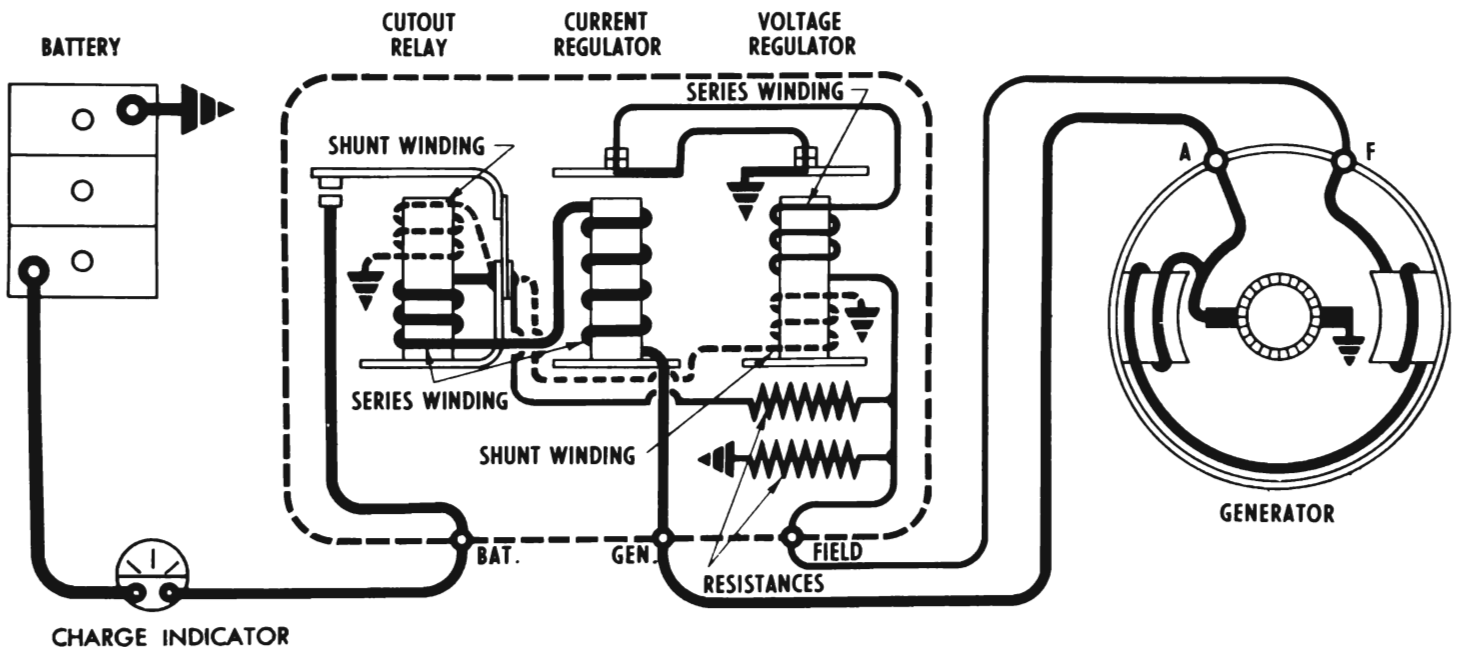 CUTOUT
RELAY
CURRENT
REGULATOR
VOLTAGE
REGULATOR
BATTERY
SERIES WINDING
SHUNT WINDING
A
F
SERIES WINDING
SHUNT WINDING
GENERATOR
BAT.
GEN.
FIELD
RESISTANCES
CHARGE INDICATOR